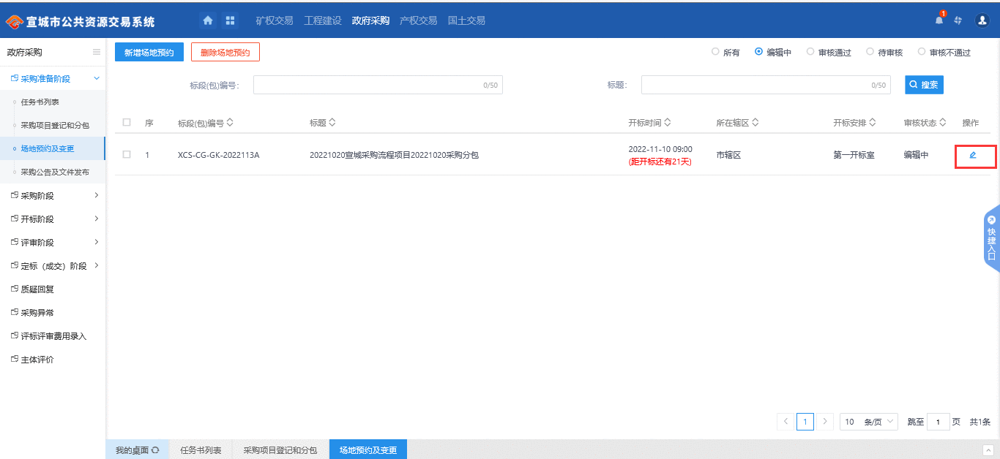 宣城市公共资源交易系统
矿权交易 工程建设 政府采购 产权交易 国土交易
1
政府采购
采购准备阶段
任务书列表
采购项目登记和分包
场地预约及变更
采购公告及文件发布
采购阶段
开标阶段
评审阶段
定标（成交）阶段
质疑回复
采购异常
评标评审费用录入
主体评价
新增场地预约 删除场地预约
所有 编辑中 审核通过 待审核 审核不通过
标段(包)编号： 0/50 标题： 0/50 搜索
序 标段(包)编号 标题 开标时间 所在辖区 开标安排 审核状态 操作
1 XCS-CG-GK-2022113A 20221020宣城采购流程项目20221020采购分包 2022-11-10 09:00 市辖区 第一开标室 编辑中
(距开标还有21天)
快捷入口
1 10 条/页 跳至 1 页 共1条
我的桌面 任务书列表 采购项目登记和分包 场地预约及变更